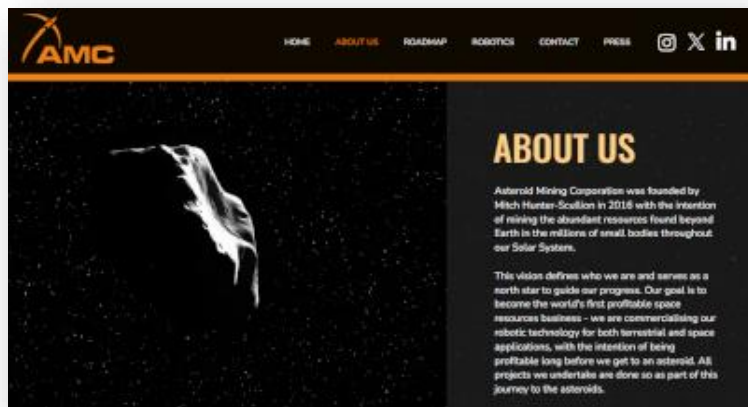 AMC
HOME ABOUT US ROADMAP ROBOTICS CONTACT PRESS
ABOUT US
Asteroid Mining Corporation was founded by
Mitch Hunter-Scullion in 2016 with the intention
of mining the abundant resources found beyond
Earth in the millions of small bodies throughout
our Solar System.
This vision defines who we are and serves as a
north star to guide our progress. Our goal is to
become the world's first profitable space
resources business - we are commercialising our
robotic technology for both terrestrial and space
applications, with the intention of being
profitable long before we get to an asteroid. All
projects we undertake are done so as part of this
journey to the asteroids.